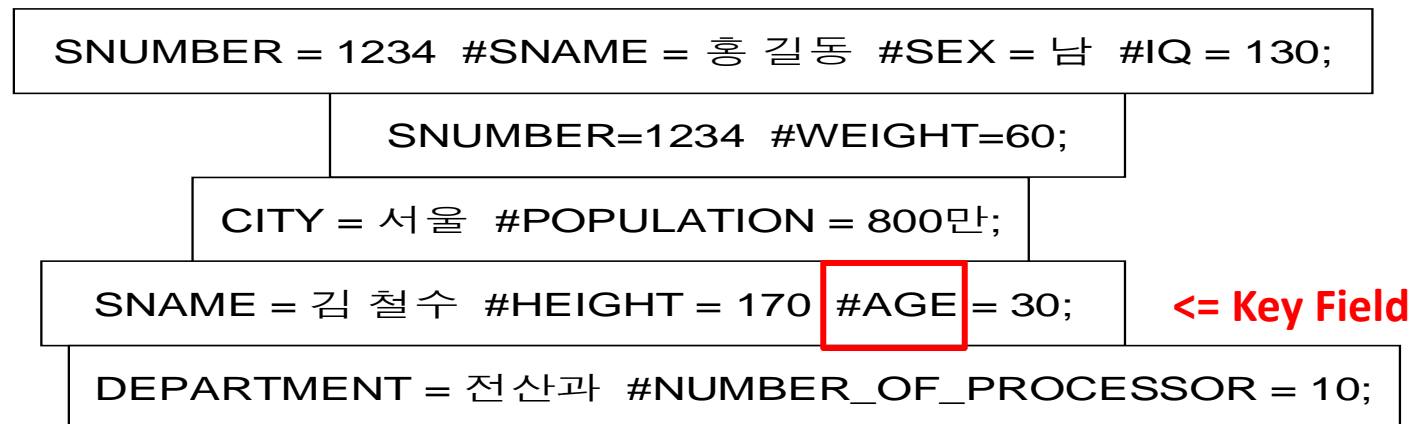 SNUMBER = 1234 #SNAME = 홍 길동 #SEX = 남 #IQ = 130;
SNUMBER=1234 #WEIGHT=60;
CITY = 서울 #POPULATION = 800만;
SNAME = 김 철수 #HEIGHT = 170 #AGE = 30; <= Key Field
DEPARTMENT = 전산과 #NUMBER_OF_PROCESSOR = 10;